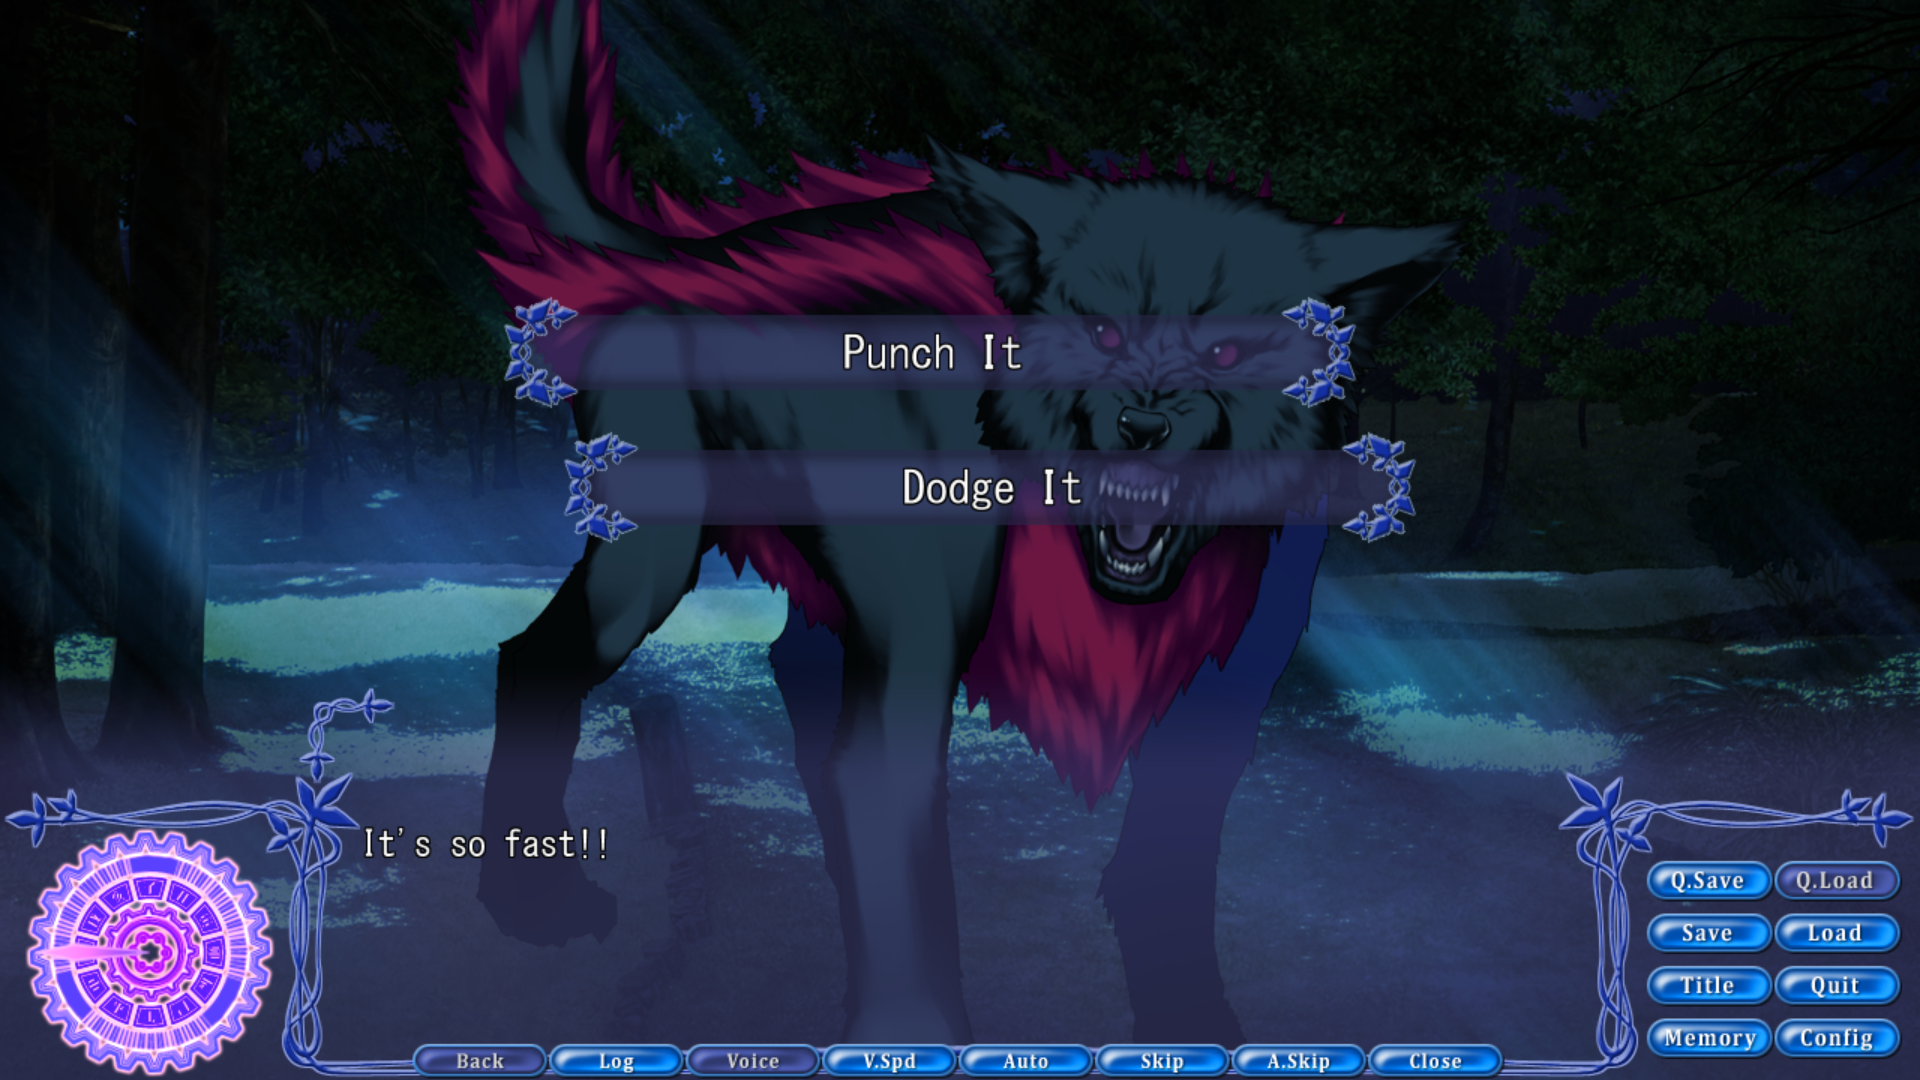 Punch It
Dodge It
It's so fast!!
Q.Save
Q.Load
Save
Load
Title
Quit
Memory
Config
Back
Log
Voice
V.Spd
Auto
Skip
A.Skip
Close